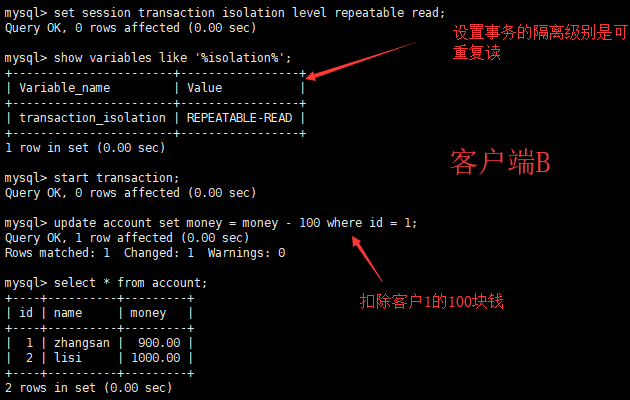 mysql> set session transaction isolation level repeatable read;
Query OK, 0 rows affected (0.00 sec)
设置事务的隔离级别是可
重复读
mysql> show variables like '%isolation%';
+-----------------------+-----------------+
| Variable_name         | Value           |
+-----------------------+-----------------+
| transaction_isolation | REPEATABLE-READ |
+-----------------------+-----------------+
1 row in set (0.00 sec)
客户端B
mysql> start transaction;
Query OK, 0 rows affected (0.00 sec)
mysql> update account set money = money - 100 where id = 1;
Query OK, 1 row affected (0.00 sec)
Rows matched: 1  Changed: 1  Warnings: 0
扣除客户1的100块钱
mysql> select * from account;
+----+----------+---------+
| id | name     | money   |
+----+----------+---------+
|  1 | zhangsan |  900.00 |
|  2 | lisi     | 1000.00 |
+----+----------+---------+
2 rows in set (0.00 sec)